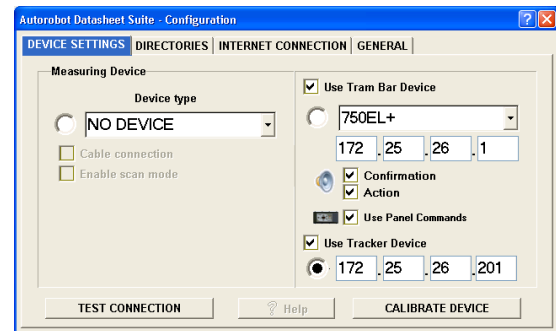 Autorobot Datasheet Suite - Configuration
DEVICE SETTINGS DIRECTORIES INTERNET CONNECTION GENERAL
Measuring Device
Device type
NO DEVICE
Cable connection
Enable scan mode
Use Tram Bar Device
750EL+
172 . 25 . 26 . 1
Confirmation
Action
Use Panel Commands
Use Tracker Device
172 . 25 . 26 . 201
TEST CONNECTION
? Help
CALIBRATE DEVICE